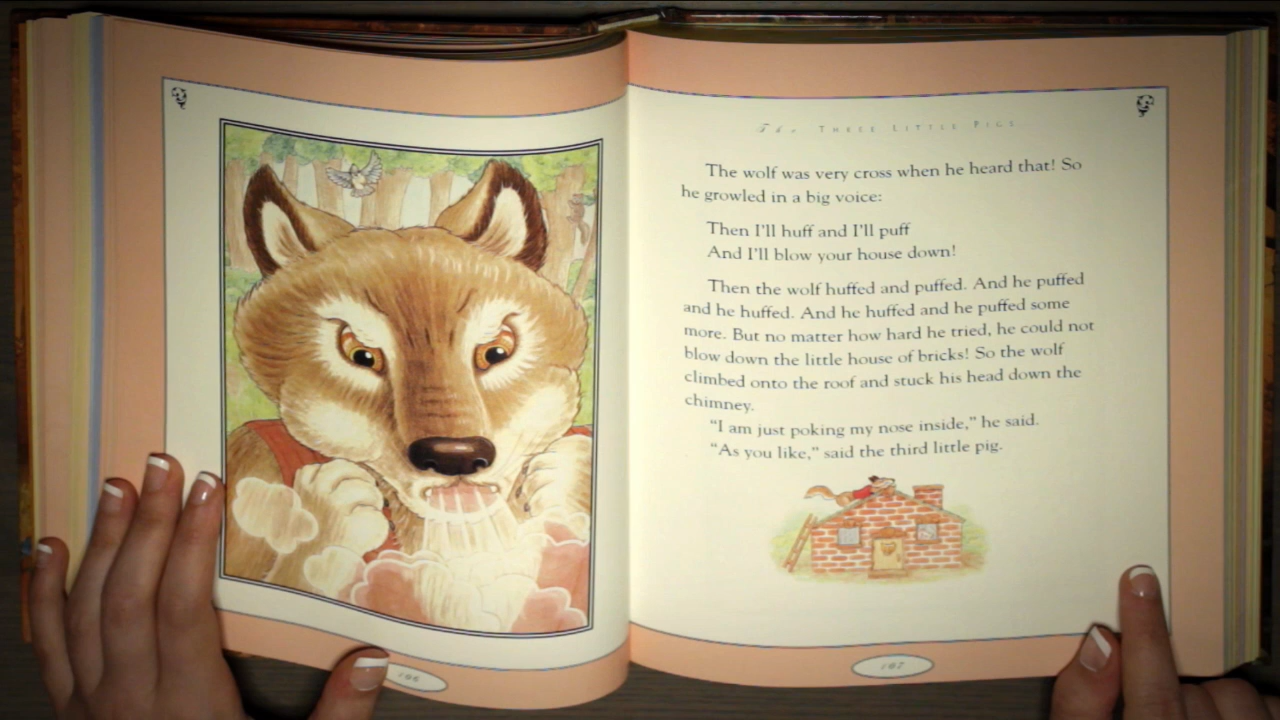 106
The Three Little Pigs
The wolf was very cross when he heard that! So
he growled in a big voice:
Then I'll huff and I'll puff
And I'll blow your house down!
Then the wolf huffed and puffed. And he puffed
and he huffed. And he huffed and he puffed some
more. But no matter how hard he tried, he could not
blow down the little house of bricks! So the wolf
climbed onto the roof and stuck his head down the
chimney.
"I am just poking my nose inside," he said.
"As you like," said the third little pig.
107